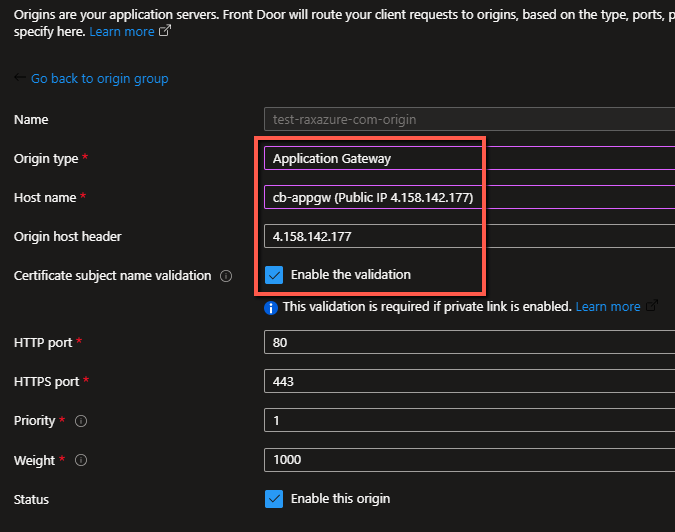 Origins are your application servers. Front Door will route your client requests to origins, based on the type, ports,
specify here. Learn more
Go back to origin group
Name
test-raxazure-com-origin
Origin type *
Application Gateway
Host name *
cb-appgw (Public IP 4.158.142.177)
Origin host header
4.158.142.177
Certificate subject name validation
Enable the validation
This validation is required if private link is enabled. Learn more
HTTP port *
80
HTTPS port *
443
Priority *
1
Weight *
1000
Status
Enable this origin